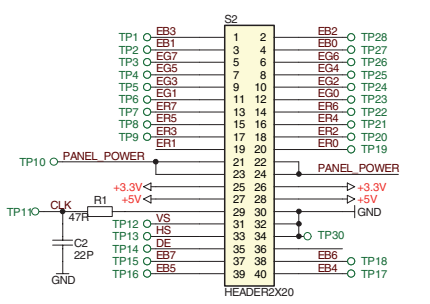 S2
TP1 EB3 1 2 EB2 TP28
TP2 EB1 3 4 EB0 TP27
TP3 EG7 5 6 EG6 TP26
TP4 EG5 7 8 EG4 TP25
TP5 EG3 9 10 EG2 TP24
TP6 EG1 11 12 EG0 TP23
TP7 ER7 13 14 ER6 TP22
TP8 ER5 15 16 ER4 TP21
TP9 ER3 17 18 ER2 TP20
ER1 19 20 ER0 TP19
TP10 PANEL_POWER 21 22
23 24 PANEL_POWER
+3.3V 25 26 +3.3V
+5V 27 28 +5V
TP11 CLK 47R R1 29 30 GND
TP12 VS 31 32
TP13 HS 33 34 TP30
TP14 DE 35 36
C2
22P
TP15 EB7 37 38 EB6 TP18
TP16 EB5 39 40 EB4 TP17
GND
HEADER2X20